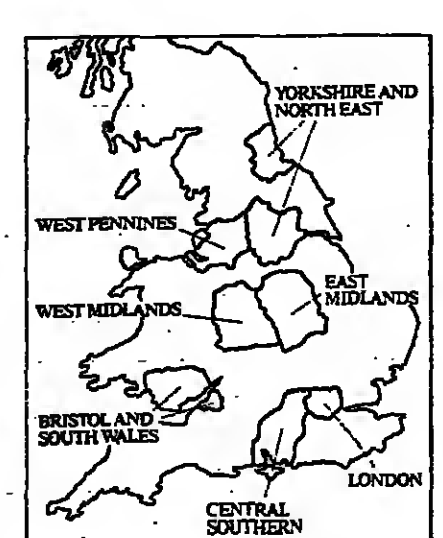 YORKSHIRE AND
NORTH EAST
WEST PENNINES
EAST
MIDLANDS
WEST MIDLANDS
BRISTOL AND
SOUTH WALES
LONDON
CENTRAL
SOUTHERN